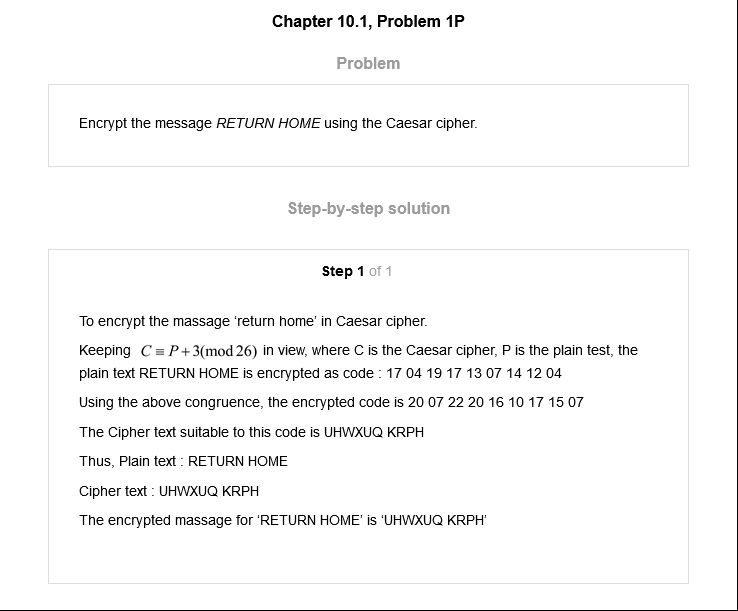 Chapter 10.1, Problem 1P
Problem
Encrypt the message RETURN HOME using the Caesar cipher.
Step-by-step solution
Step 1 of 1
To encrypt the massage ‘return home’ in Caesar cipher.
Keeping C ≡ P+3(mod 26) in view, where C is the Caesar cipher, P is the plain test, the
plain text RETURN HOME is encrypted as code : 17 04 19 17 13 07 14 12 04
Using the above congruence, the encrypted code is 20 07 22 20 16 10 17 15 07
The Cipher text suitable to this code is UHWXUQ KRPH
Thus, Plain text : RETURN HOME
Cipher text : UHWXUQ KRPH
The encrypted massage for ‘RETURN HOME’ is ‘UHWXUQ KRPH’